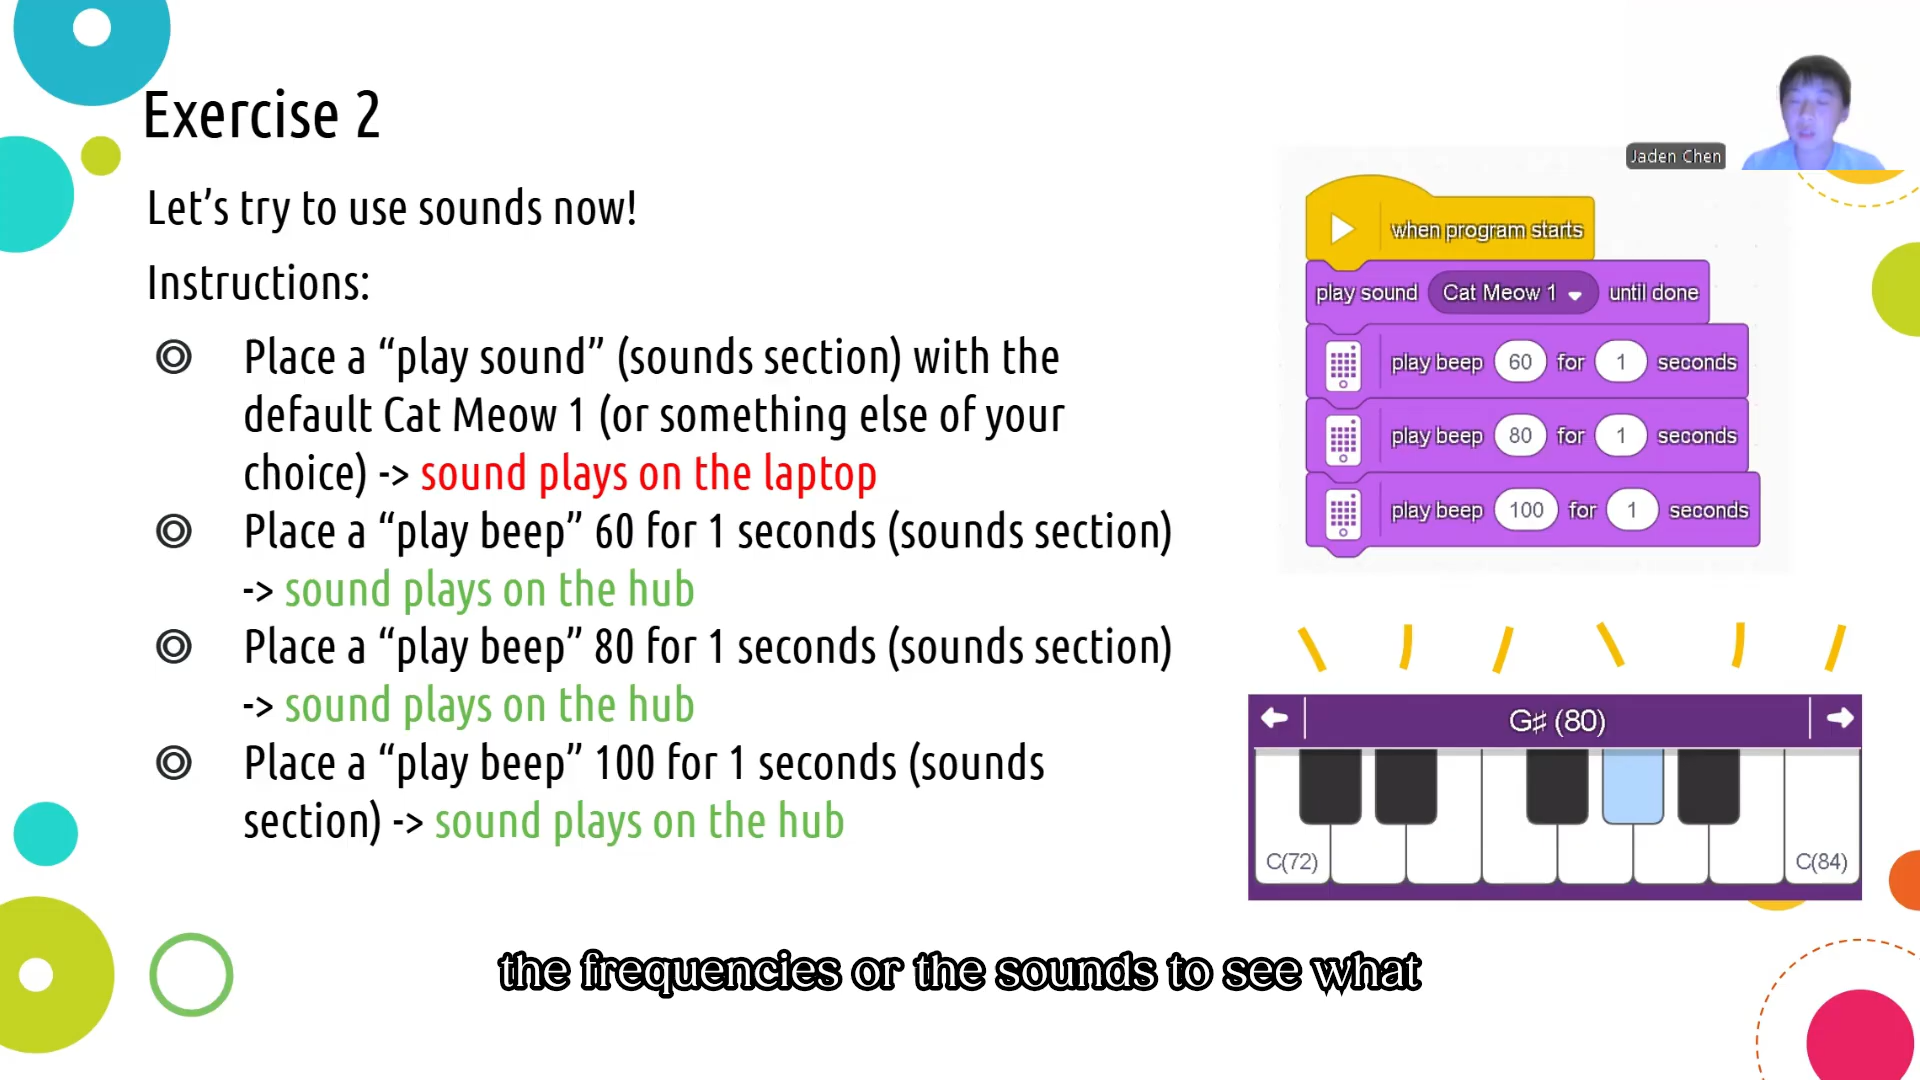 Exercise 2
Let's try to use sounds now!
Instructions:
Place a “play sound” (sounds section) with the
default Cat Meow 1 (or something else of your
choice) -> sound plays on the laptop
Place a “play beep” 60 for 1 seconds (sounds section)
-> sound plays on the hub
Place a “play beep” 80 for 1 seconds (sounds section)
-> sound plays on the hub
Place a “play beep” 100 for 1 seconds (sounds
section) -> sound plays on the hub
Jaden Chen
when program starts
play sound Cat Meow 1 until done
play beep 60 for 1 seconds
play beep 80 for 1 seconds
play beep 100 for 1 seconds
G♯ (80)
C(72) C(84)
the frequencies or the sounds to see what